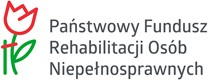 Państwowy Fundusz
Rehabilitacji Osób
Niepełnosprawnych